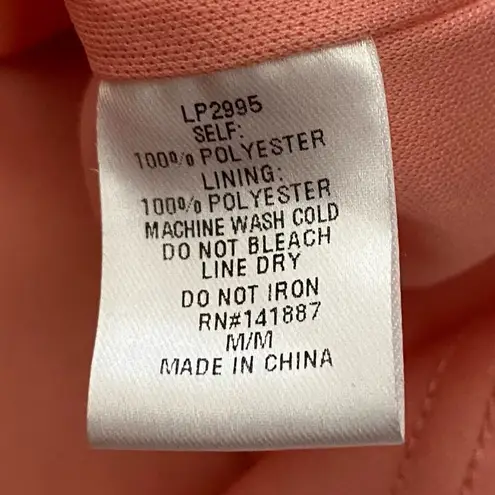 LP2995
SELF:
100% POLYESTER
LINING:
100% POLYESTER
MACHINE WASH COLD
DO NOT BLEACH
LINE DRY
DO NOT IRON
RN#141887
M/M
MADE IN CHINA